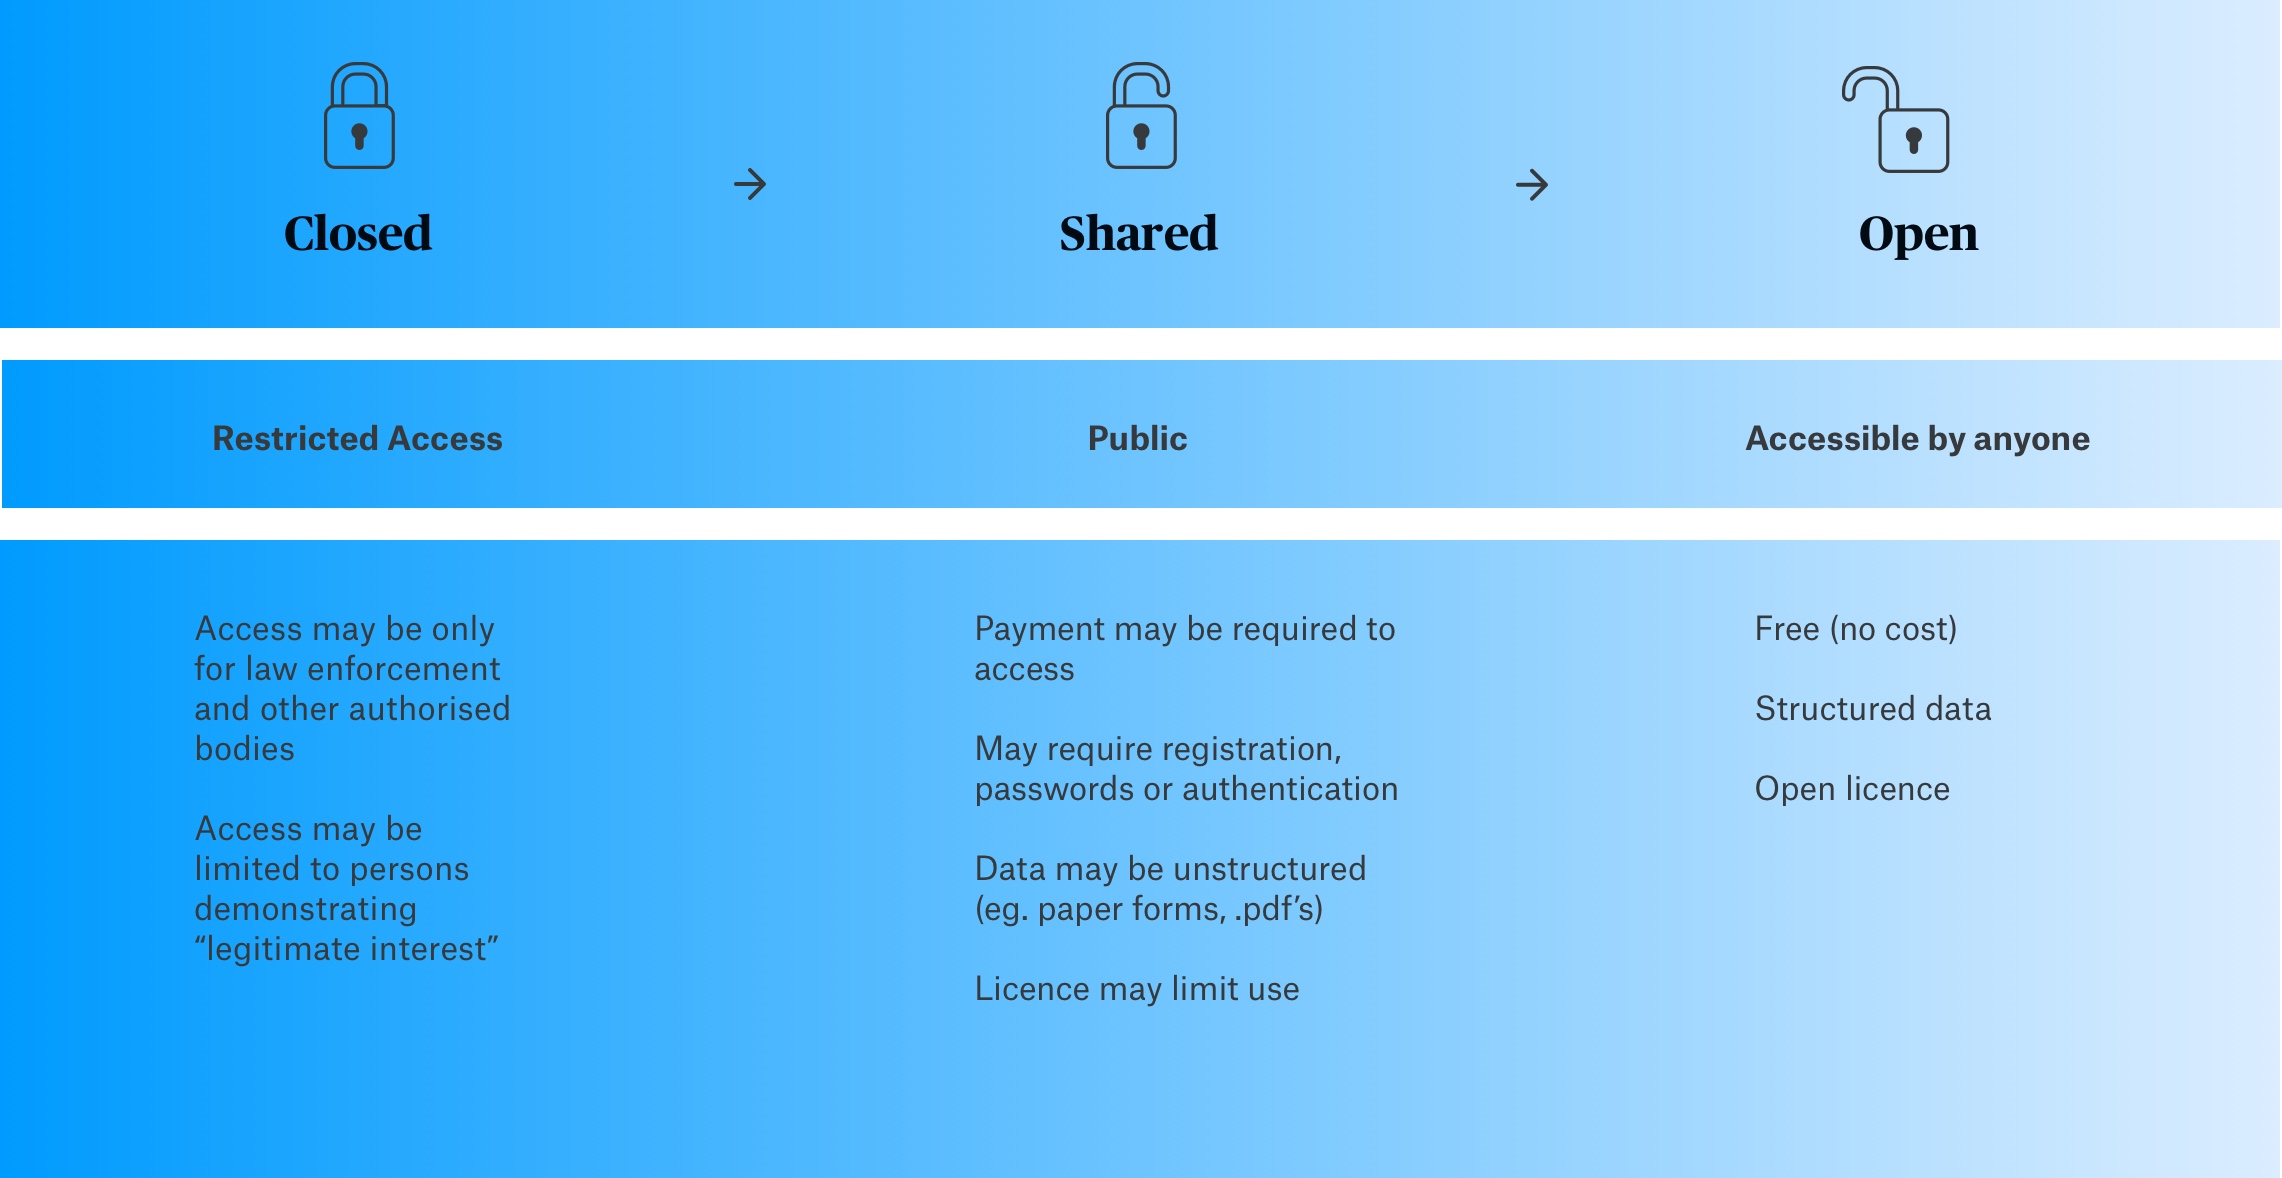 Closed
Shared
Open
Restricted Access
Public
Accessible by anyone
Access may be only
for law enforcement
and other authorised
bodies
Access may be
limited to persons
demonstrating
“legitimate interest”
Payment may be required to
access
May require registration,
passwords or authentication
Data may be unstructured
(eg. paper forms, .pdf’s)
Licence may limit use
Free (no cost)
Structured data
Open licence